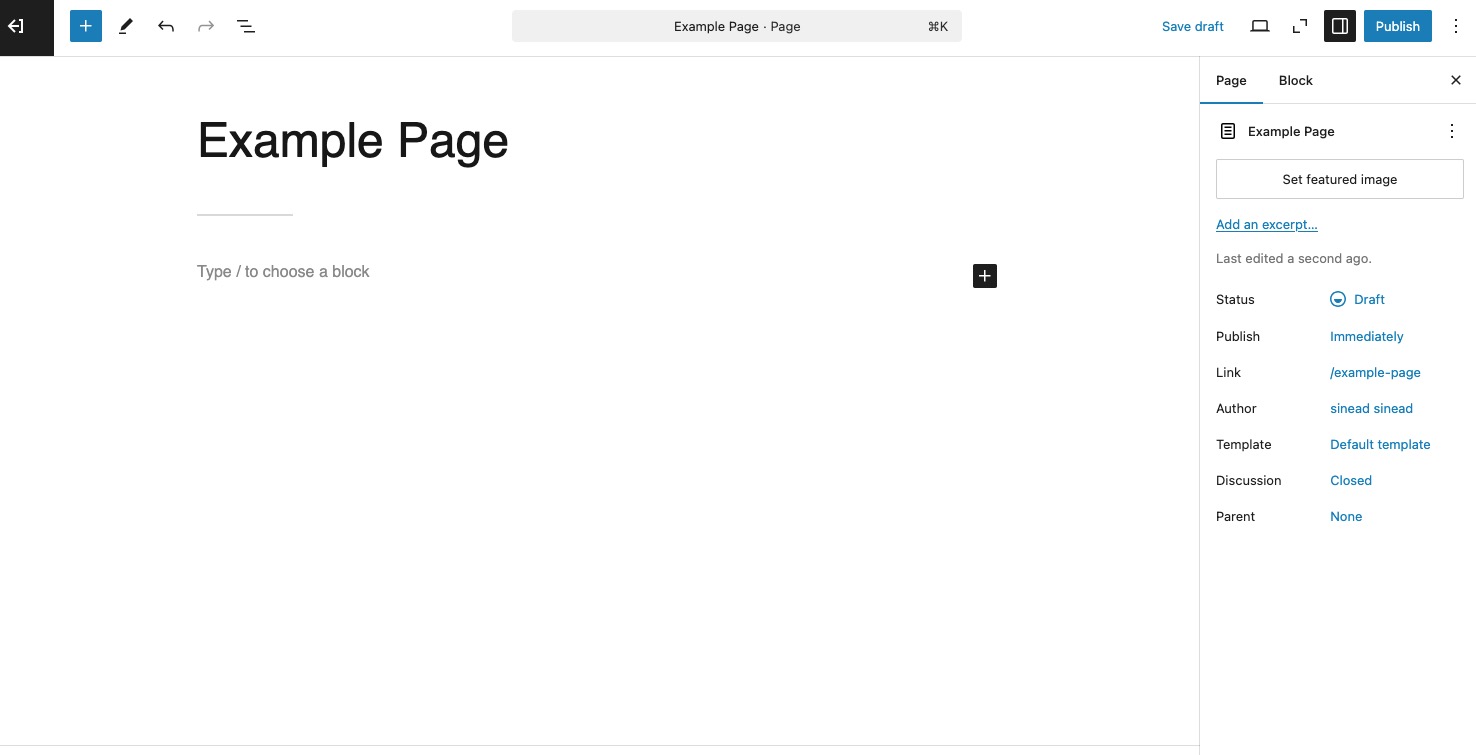 Example Page · Page ⌘K
Save draft
Publish
Page Block
Example Page
Example Page
Set featured image
Add an excerpt…
Last edited a second ago.
Type / to choose a block
Status Draft
Publish Immediately
Link /example-page
Author sinead sinead
Template Default template
Discussion Closed
Parent None